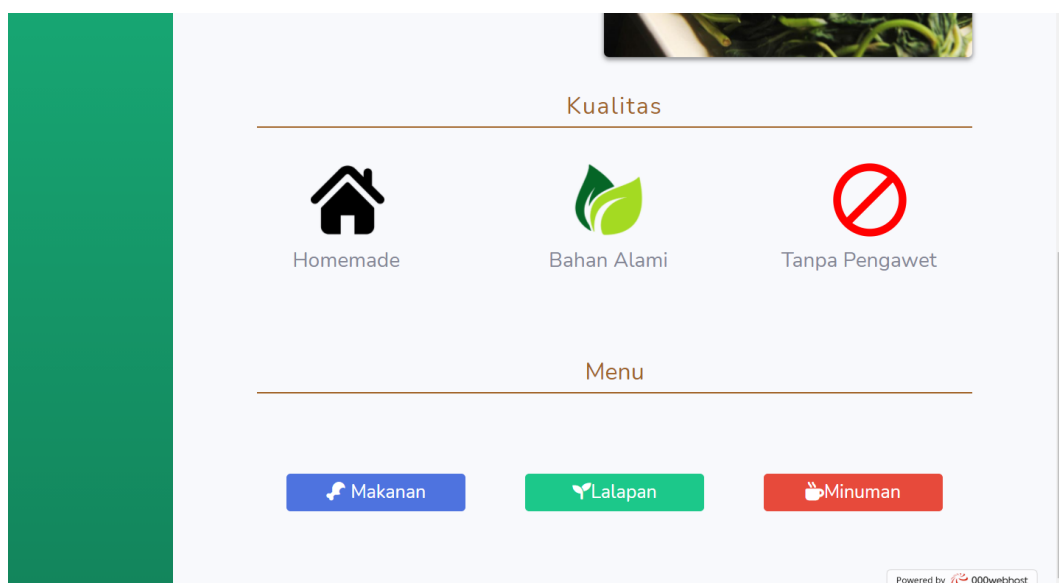 Kualitas
Homemade Bahan Alami Tanpa Pengawet
Menu
Makanan Lalapan Minuman
Powered by 000webhost